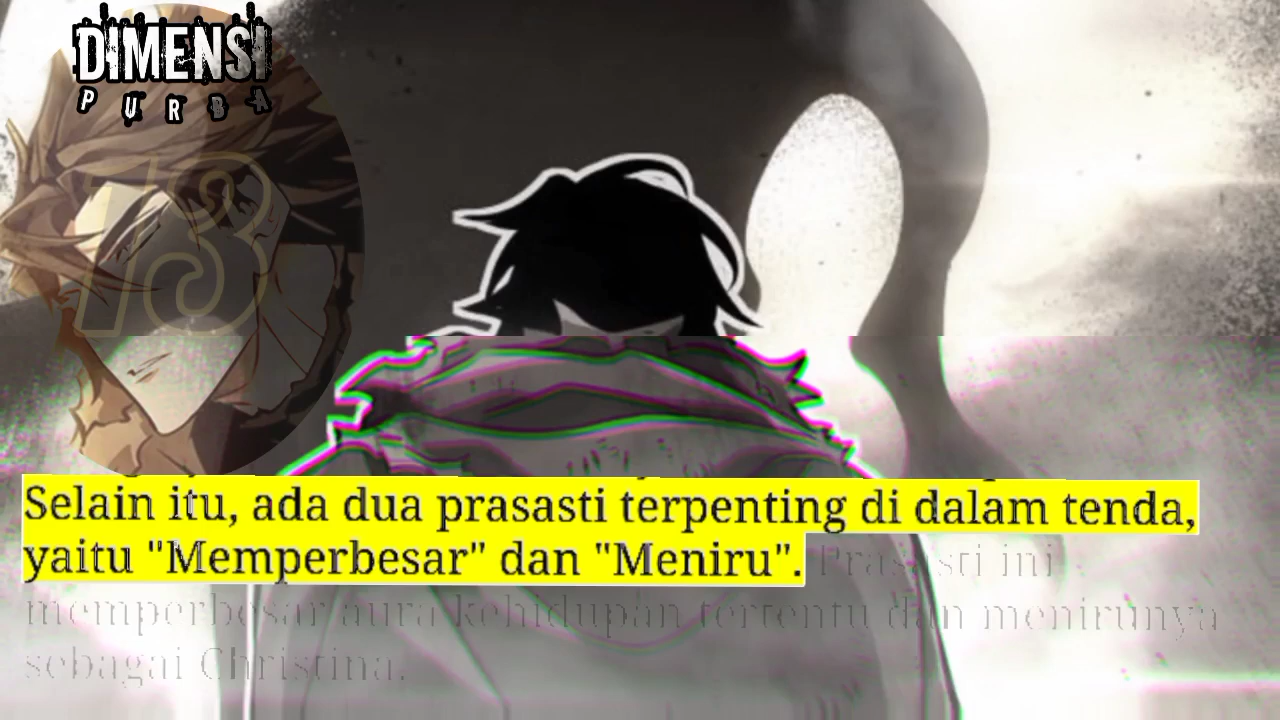 DIMENSI
PURBA
13
Selain itu, ada dua prasasti terpenting di dalam tenda,
yaitu "Memperbesar" dan "Meniru". Prasasti ini
memperbesar aura kehidupan tertentu dan menirunya
sebagai Christina.